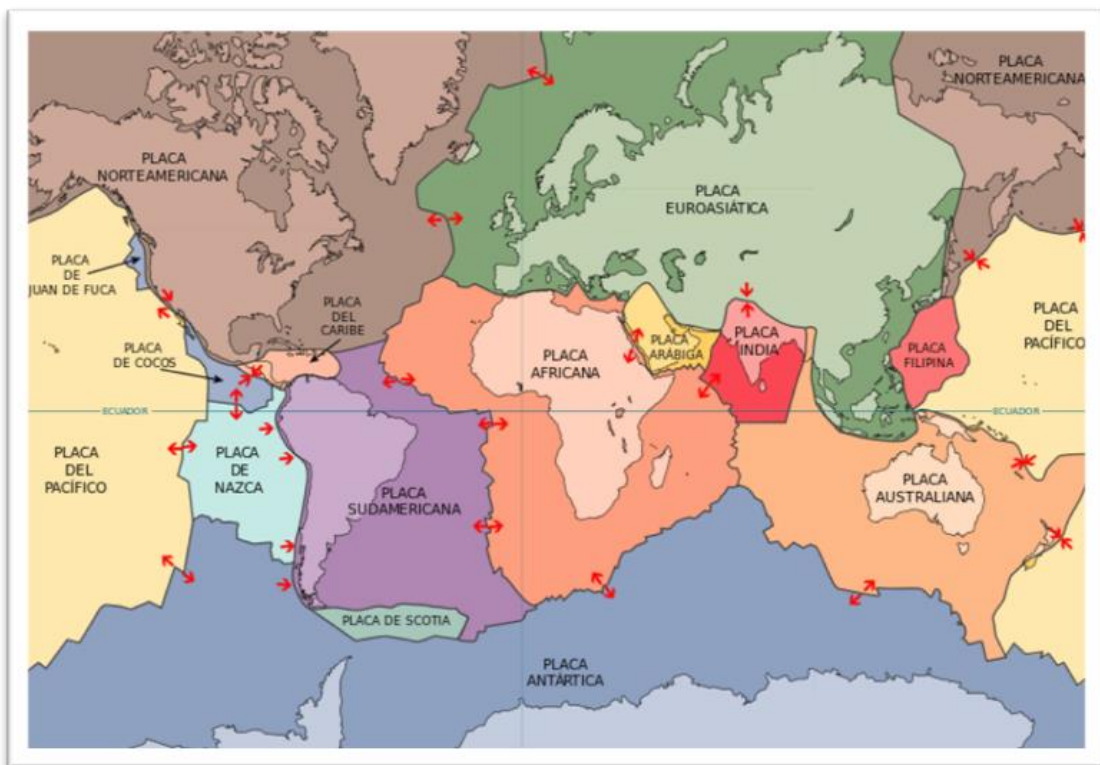 PLACA
NORTEAMERICANA
PLACA
NORTEAMERICANA
PLACA
EUROASIÁTICA
PLACA
DE
JUAN DE FUCA
PLACA
DEL
CARIBE
PLACA
DE COCOS
PLACA
ARÁBIGA
PLACA
INDIA
PLACA
FILIPINA
PLACA
DEL
PACÍFICO
PLACA
AFRICANA
ECUADOR
ECUADOR
PLACA
DEL
PACÍFICO
PLACA
DE
NAZCA
PLACA
SUDAMERICANA
PLACA
AUSTRALIANA
PLACA DE SCOTIA
PLACA
ANTÁRTICA